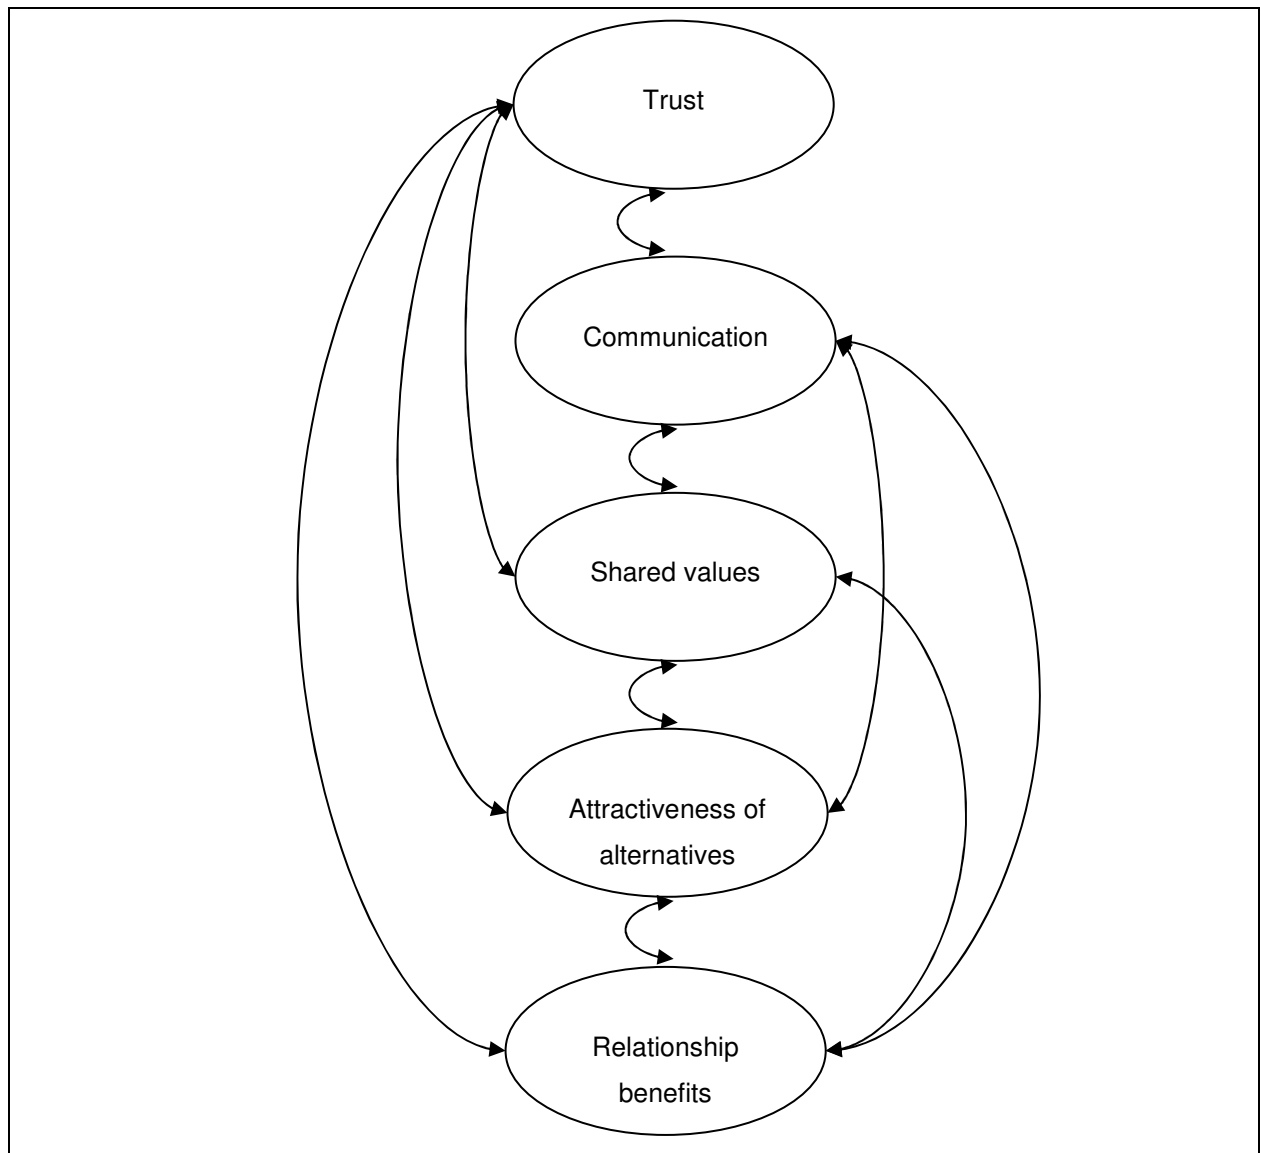 Trust
Communication
Shared values
Attractiveness of
alternatives
Relationship
benefits